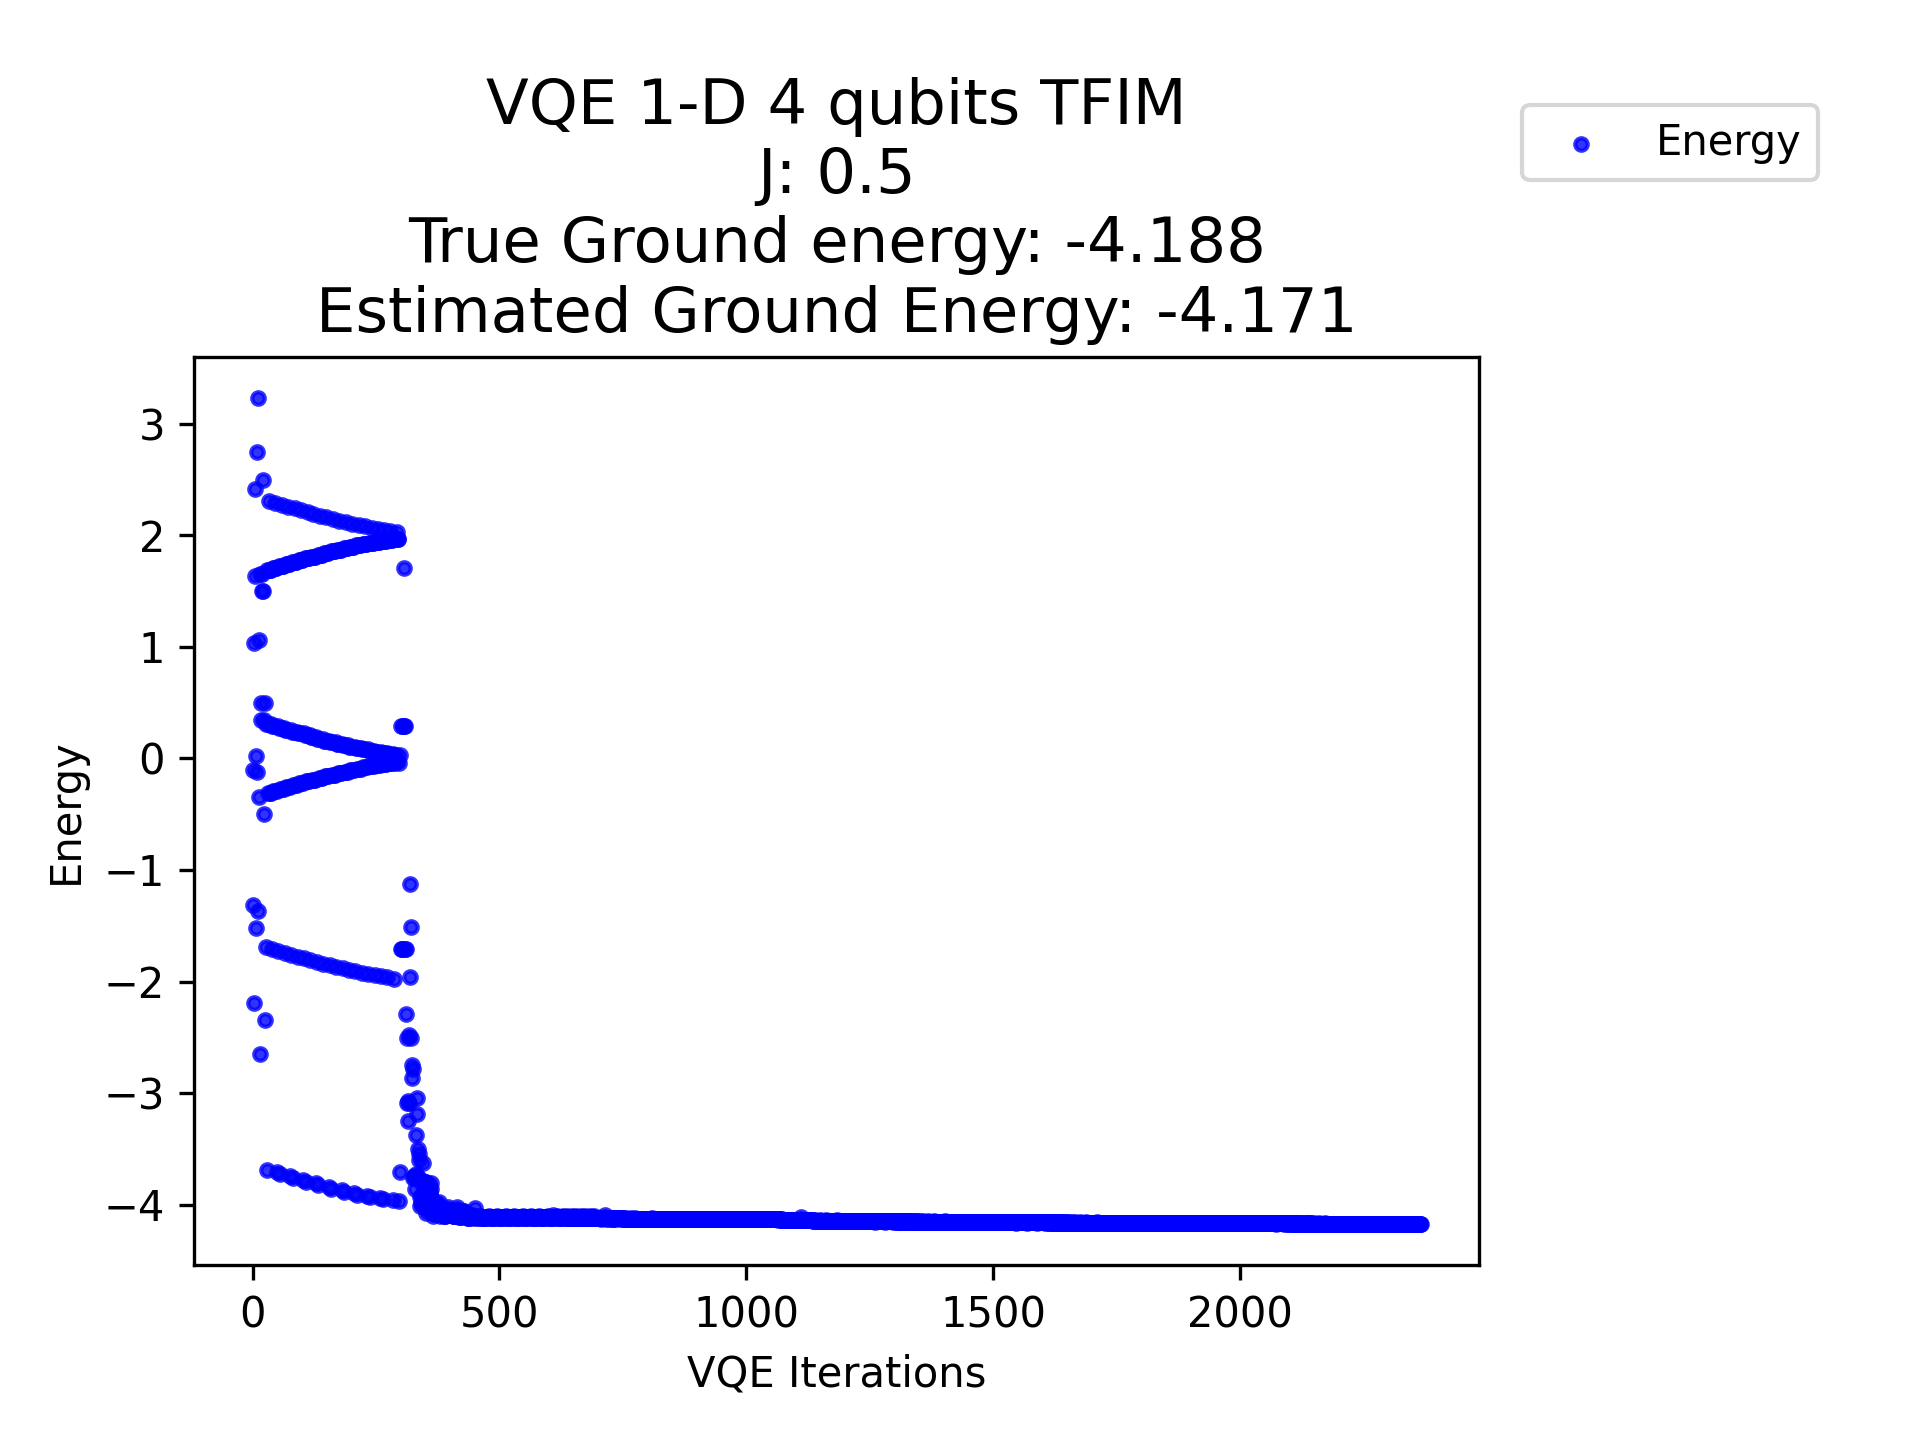 VQE 1-D 4 qubits TFIM
J: 0.5
True Ground energy: -4.188
Estimated Ground Energy: -4.171
Energy
3
2
1
0
−1
−2
−3
−4
Energy
0
500
1000
1500
2000
VQE Iterations